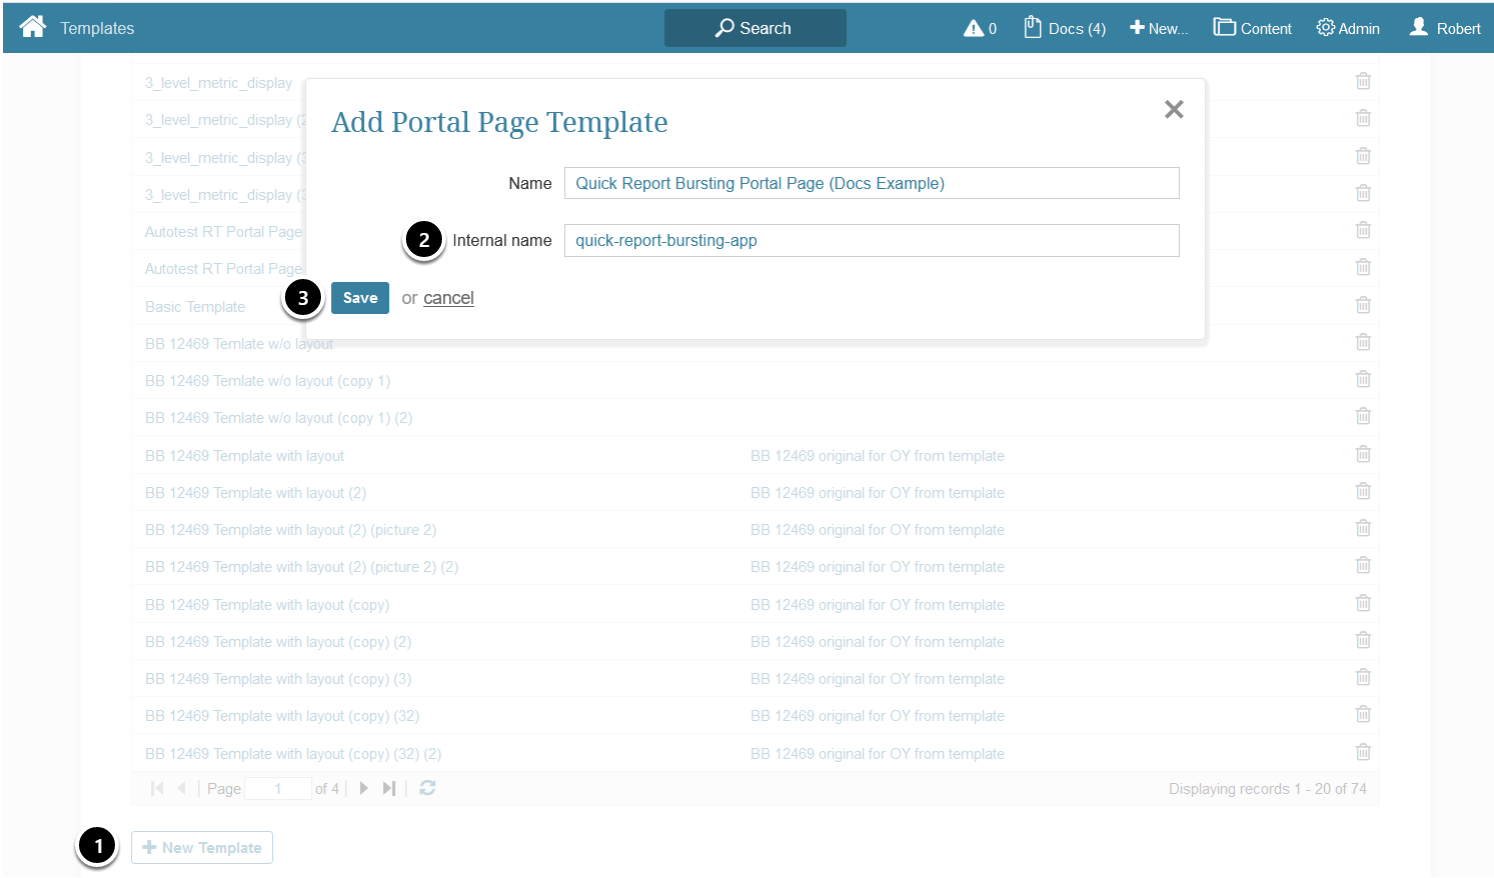 Templates Search 0 Docs (4) New... Content Admin Robert
3_level_metric_display
Add Portal Page Template
3_level_metric_display (2
3_level_metric_display (3
Name Quick Report Bursting Portal Page (Docs Example)
3_level_metric_display (3
Autotest RT Portal Page
2 Internal name quick-report-bursting-app
Autotest RT Portal Page
3 Save or cancel
Basic Template
BB 12469 Temlate w/o layout
BB 12469 Temlate w/o layout (copy 1)
BB 12469 Temlate w/o layout (copy 1) (2)
BB 12469 Template with layout BB 12469 original for OY from template
BB 12469 Template with layout (2) BB 12469 original for OY from template
BB 12469 Template with layout (2) (picture 2) BB 12469 original for OY from template
BB 12469 Template with layout (2) (picture 2) (2) BB 12469 original for OY from template
BB 12469 Template with layout (copy) BB 12469 original for OY from template
BB 12469 Template with layout (copy) (2) BB 12469 original for OY from template
BB 12469 Template with layout (copy) (3) BB 12469 original for OY from template
BB 12469 Template with layout (copy) (32) BB 12469 original for OY from template
BB 12469 Template with layout (copy) (32) (2) BB 12469 original for OY from template
Page 1 of 4 Displaying records 1 - 20 of 74
1 New Template